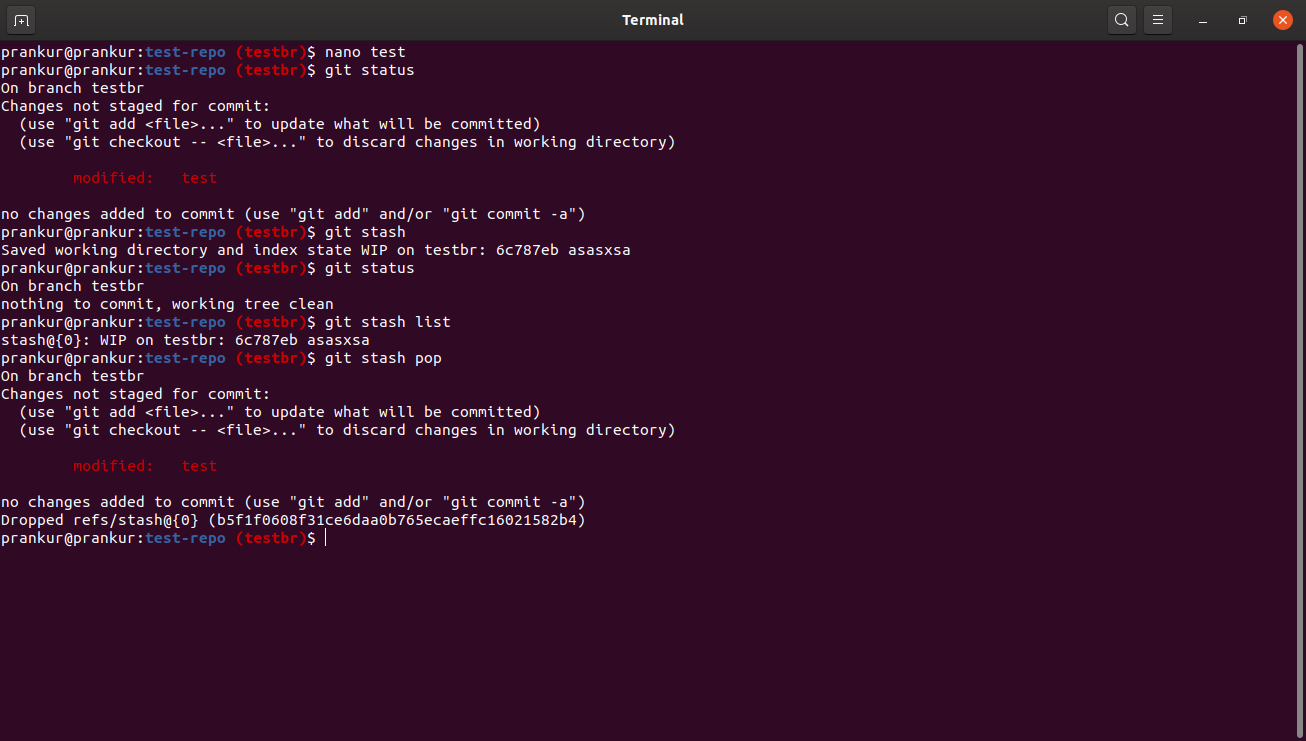 Terminal
prankur@prankur:test-repo (testbr)$ nano test
prankur@prankur:test-repo (testbr)$ git status
On branch testbr
Changes not staged for commit:
  (use "git add <file>..." to update what will be committed)
  (use "git checkout -- <file>..." to discard changes in working directory)
        modified:   test
no changes added to commit (use "git add" and/or "git commit -a")
prankur@prankur:test-repo (testbr)$ git stash
Saved working directory and index state WIP on testbr: 6c787eb asasxsa
prankur@prankur:test-repo (testbr)$ git status
On branch testbr
nothing to commit, working tree clean
prankur@prankur:test-repo (testbr)$ git stash list
stash@{0}: WIP on testbr: 6c787eb asasxsa
prankur@prankur:test-repo (testbr)$ git stash pop
On branch testbr
Changes not staged for commit:
  (use "git add <file>..." to update what will be committed)
  (use "git checkout -- <file>..." to discard changes in working directory)
        modified:   test
no changes added to commit (use "git add" and/or "git commit -a")
Dropped refs/stash@{0} (b5f1f0608f31ce6daa0b765ecaeffc16021582b4)
prankur@prankur:test-repo (testbr)$